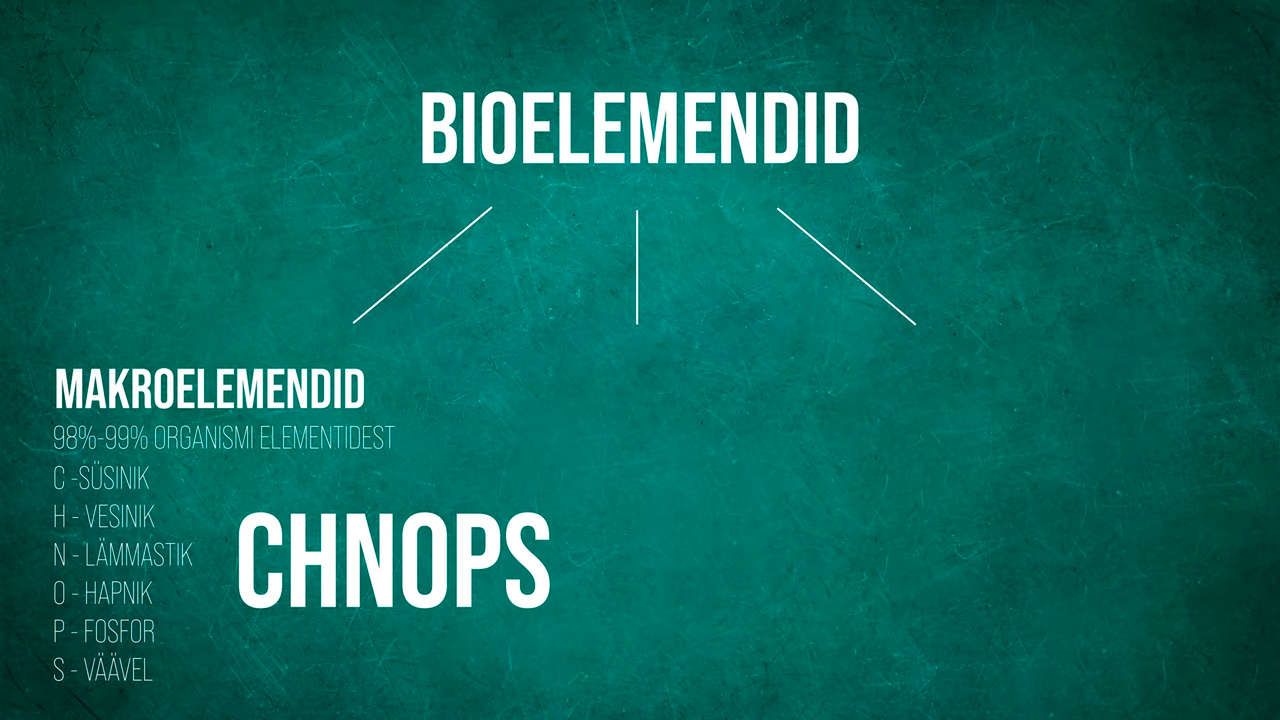 BIOELEMENDID
MAKROELEMENDID
98%-99% ORGANISMI ELEMENTIDEST
C -SÜSINIK
H - VESINIK
N - LÄMMASTIK
O - HAPNIK
P - FOSFOR
S - VÄÄVEL
CHNOPS